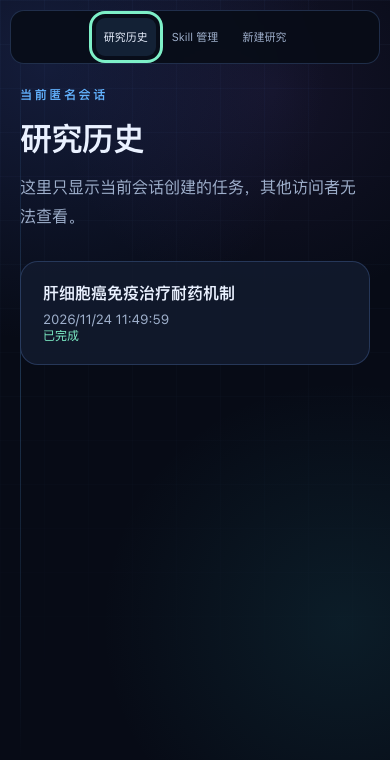 研究历史 Skill 管理 新建研究
当前匿名会话
研究历史
这里只显示当前会话创建的任务，其他访问者无
法查看。
肝细胞癌免疫治疗耐药机制
2026/11/24 11:49:59
已完成